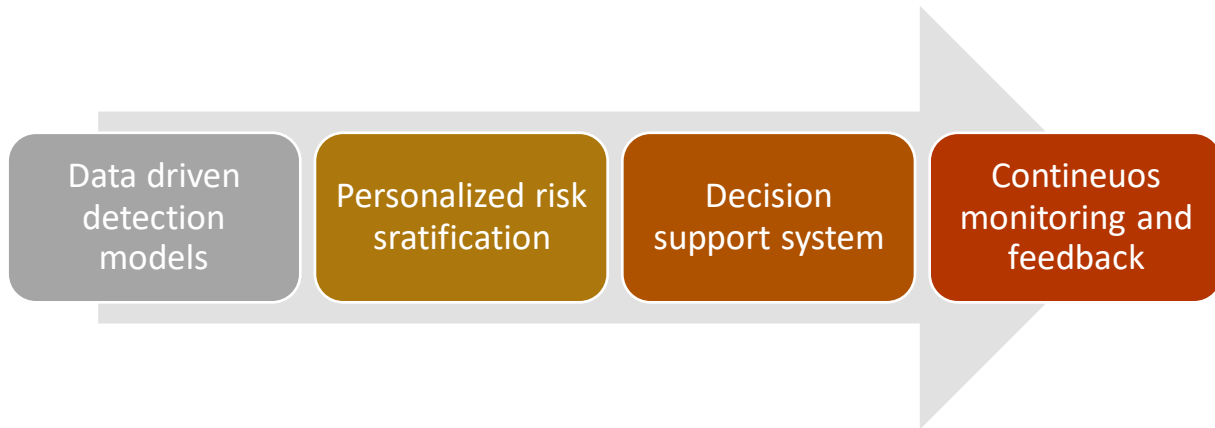 Data driven
detection
models
Personalized risk
sratification
Decision
support system
Contineuos
monitoring and
feedback